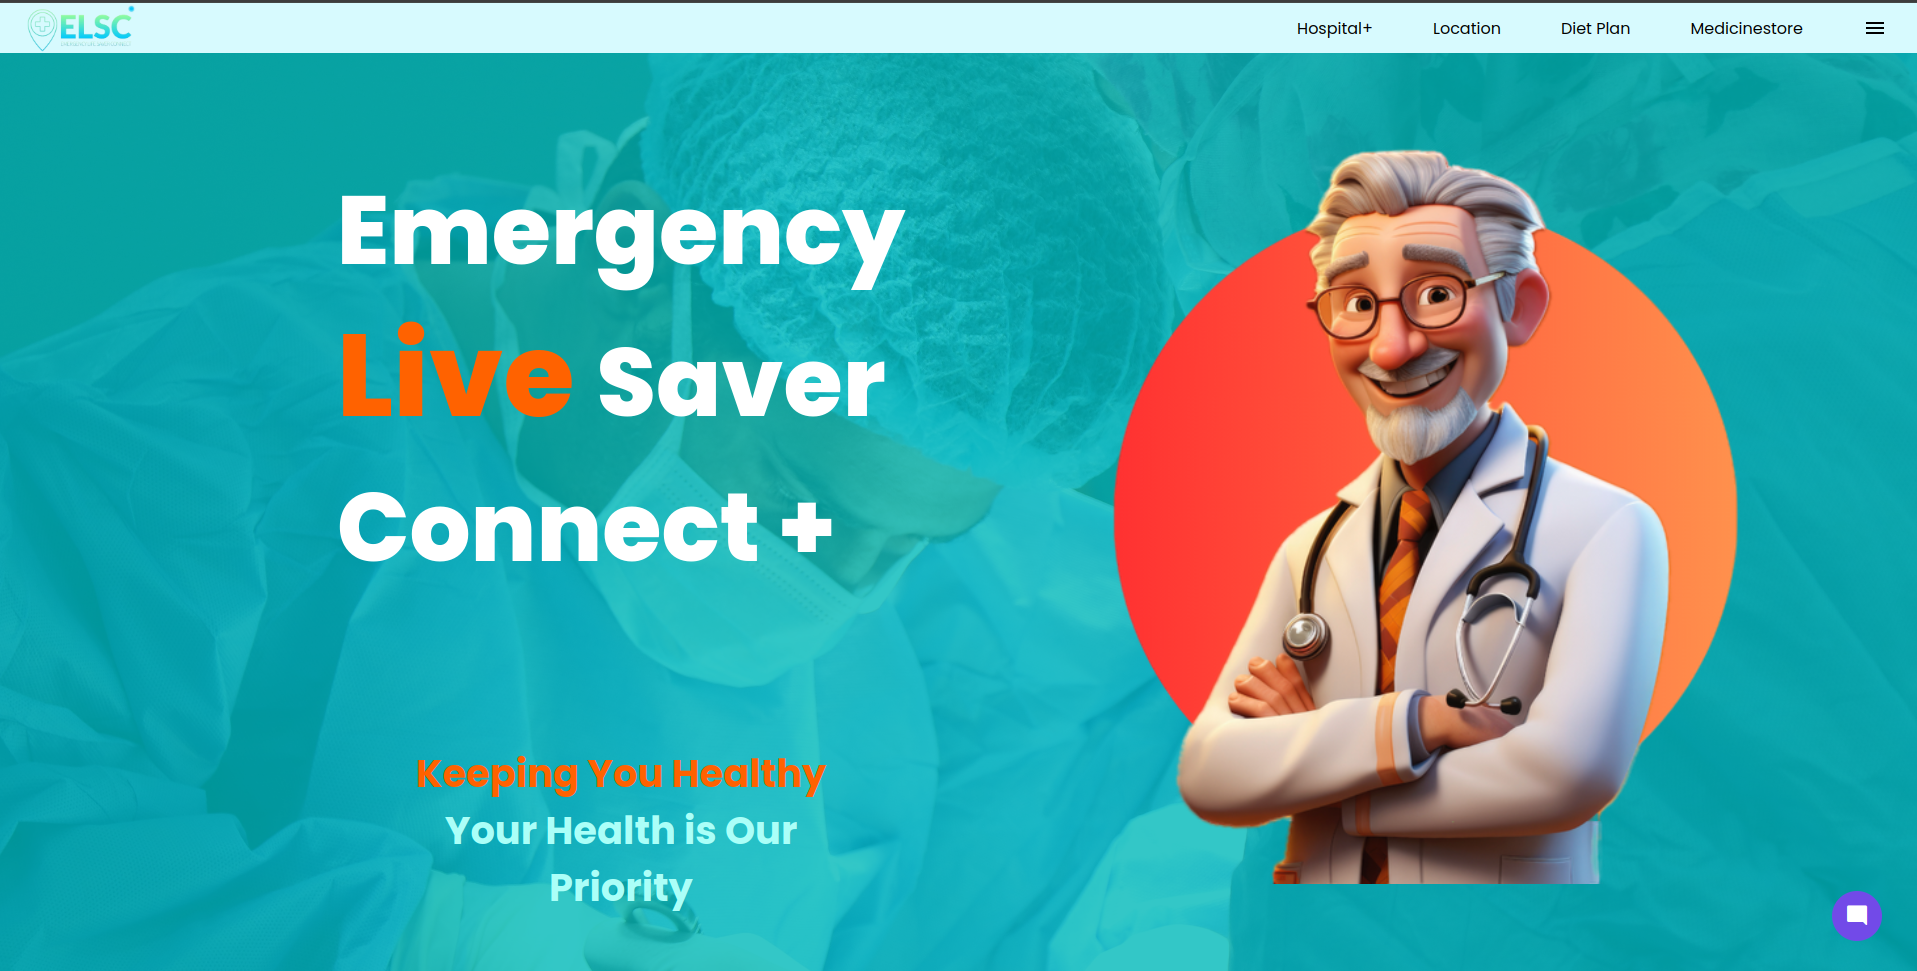 ELSC
Hospital+ Location Diet Plan Medicinestore
Emergency
Live Saver
Connect +
Keeping You Healthy
Your Health is Our
Priority